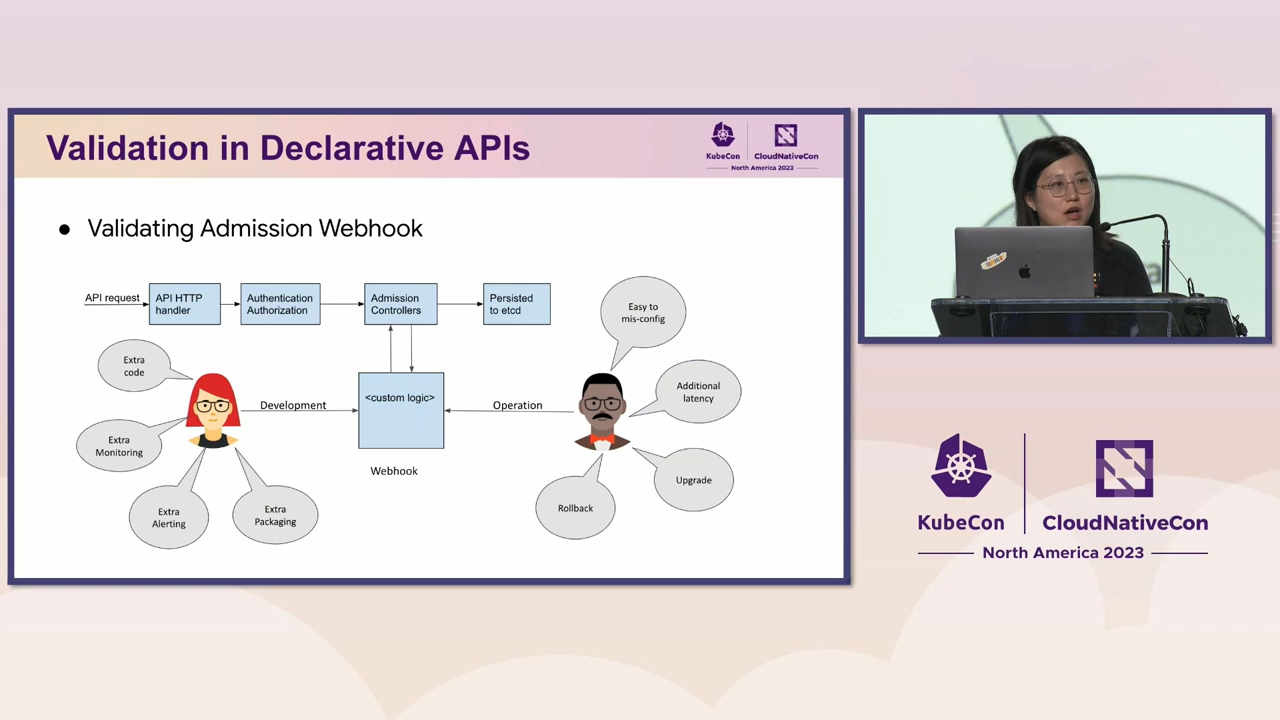 Validation in Declarative APIs
KubeCon
CloudNativeCon
North America 2023
● Validating Admission Webhook
API request
API HTTP
handler
Authentication
Authorization
Admission
Controllers
Persisted
to etcd
Easy to
mis-config
Extra
code
Additional
latency
<custom logic>
Development
Operation
Extra
Monitoring
Webhook
Upgrade
Extra
Alerting
Extra
Packaging
Rollback
KubeCon
CloudNativeCon
North America 2023